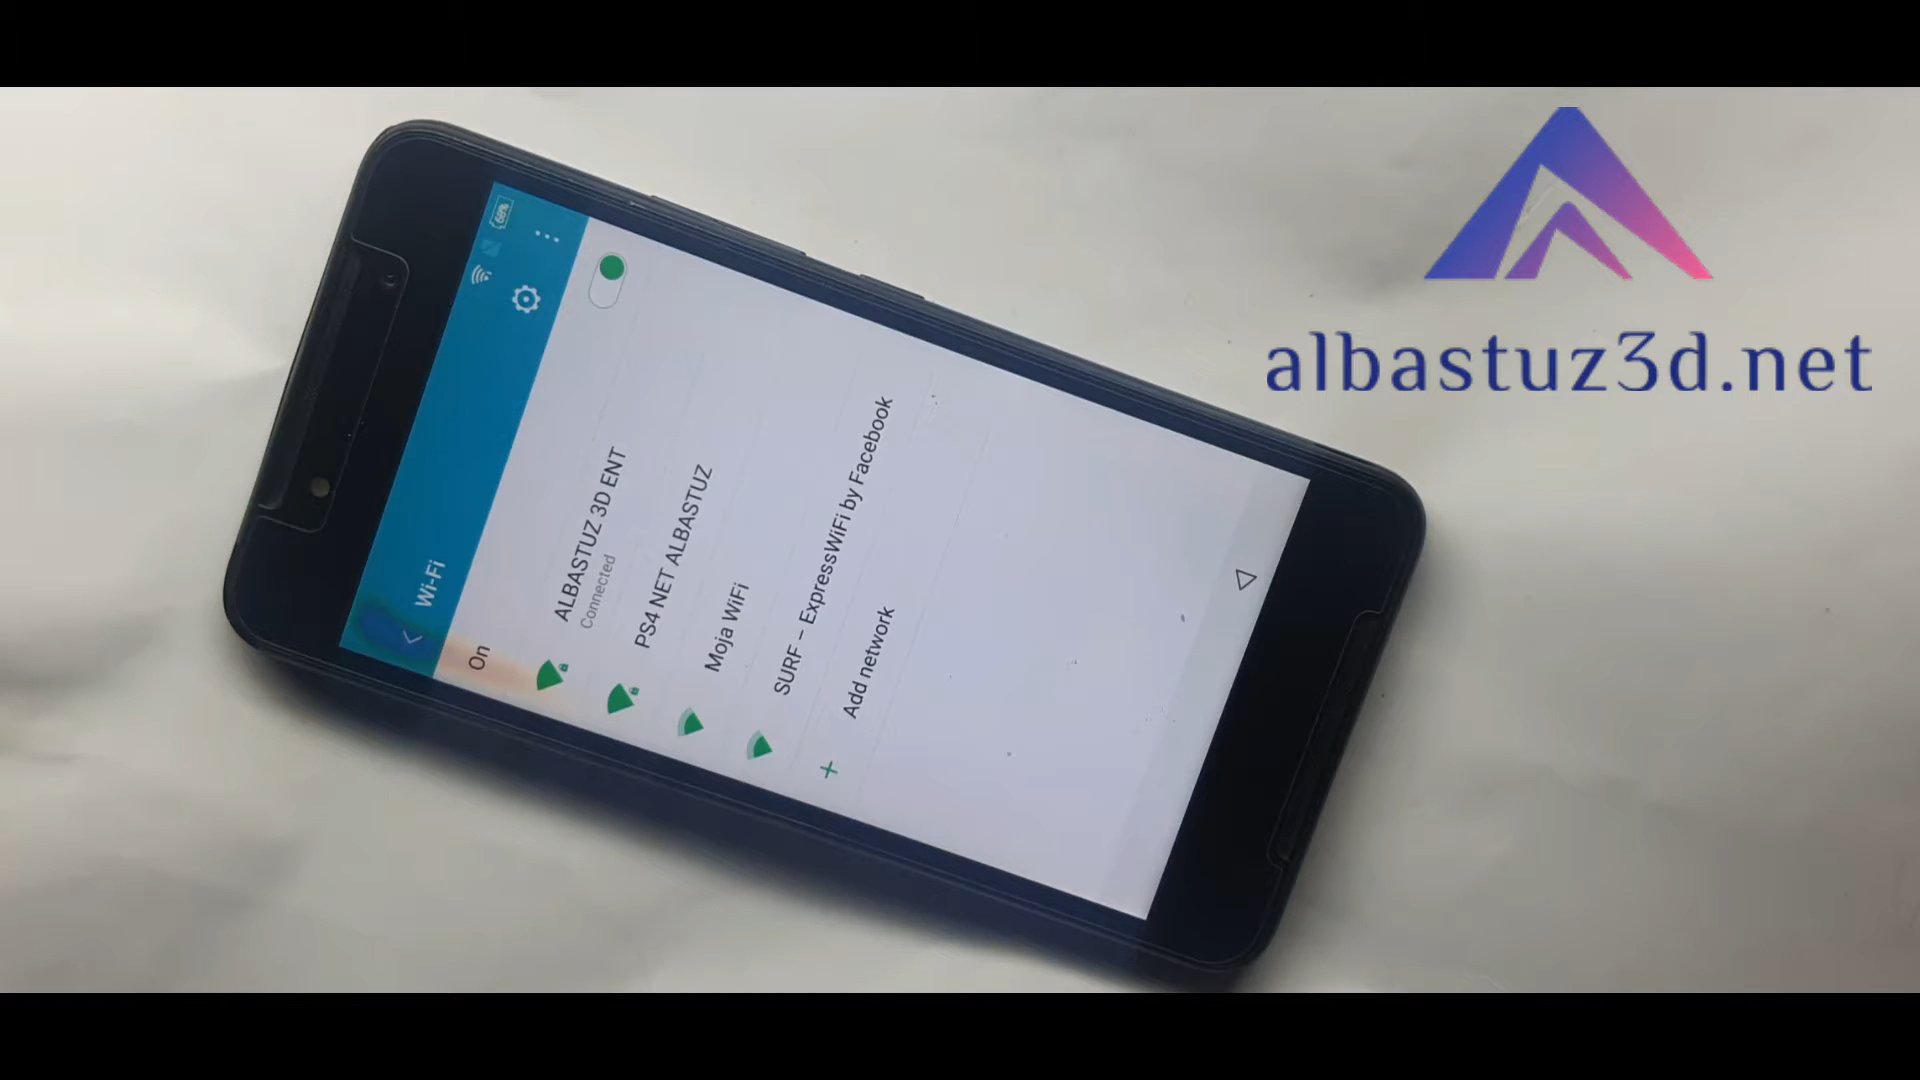 albastuz3d.net
68%
Wi-Fi
On
ALBASTUZ 3D ENT
Connected
PS4 NET ALBASTUZ
Moja WiFi
SURF – ExpressWiFi by Facebook
Add network